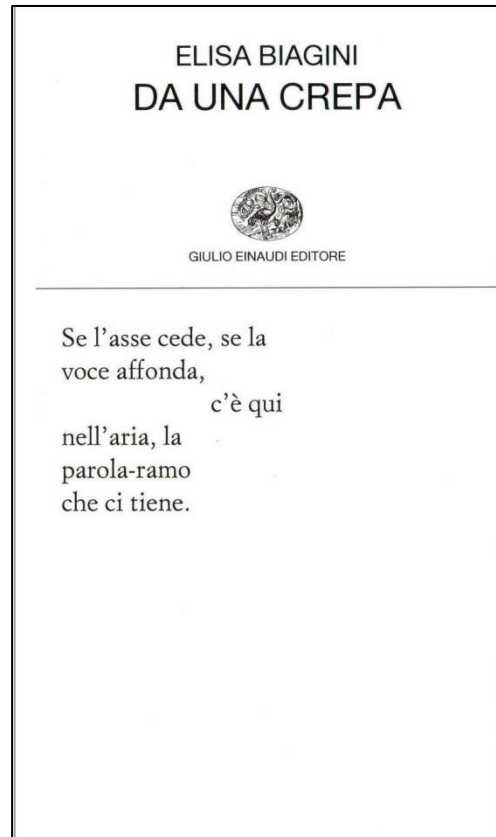 ELISA BIAGINI
DA UNA CREPA
GIULIO EINAUDI EDITORE
Se l'asse cede, se la
voce affonda,
c'è qui
nell'aria, la
parola-ramo
che ci tiene.